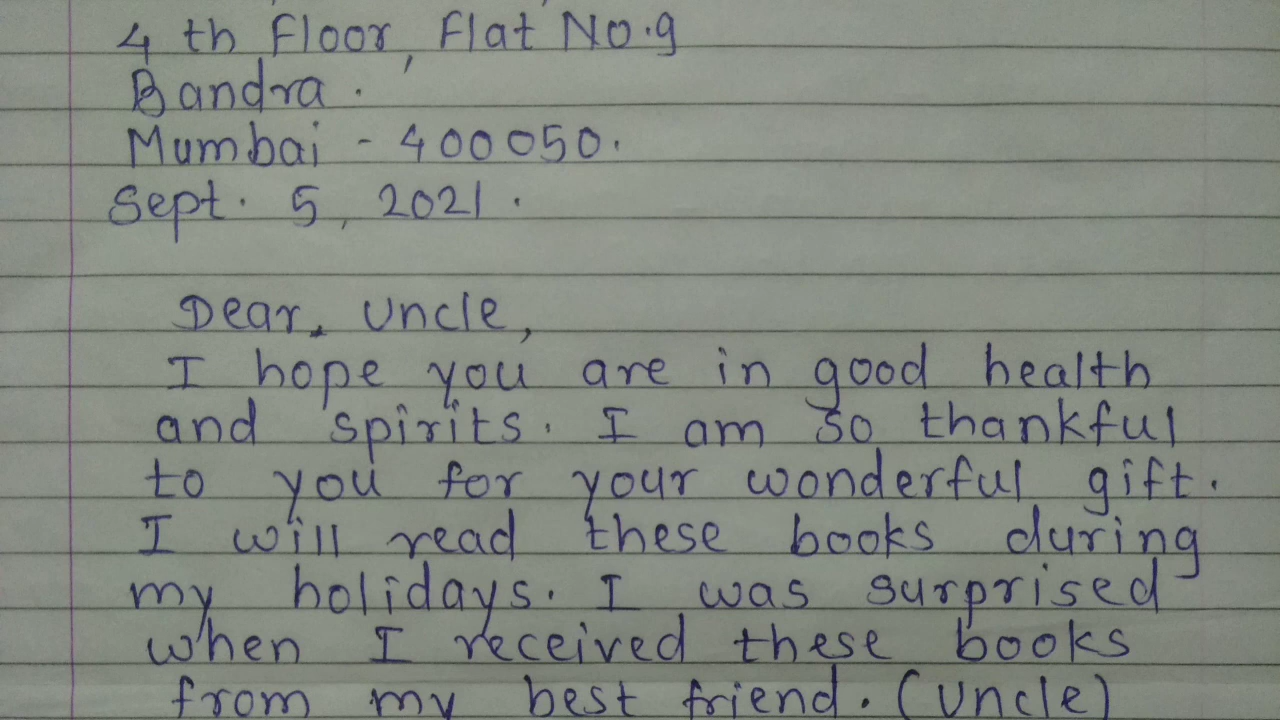 4 th Floor, Flat No.9
Bandra.
Mumbai - 400050.
Sept. 5, 2021.
Dear. Uncle,
I hope you are in good health
and spirits. I am so thankful
to you for your wonderful gift.
I will read these books during
my holidays. I was surprised
when I received these books
from my best friend. (Uncle)